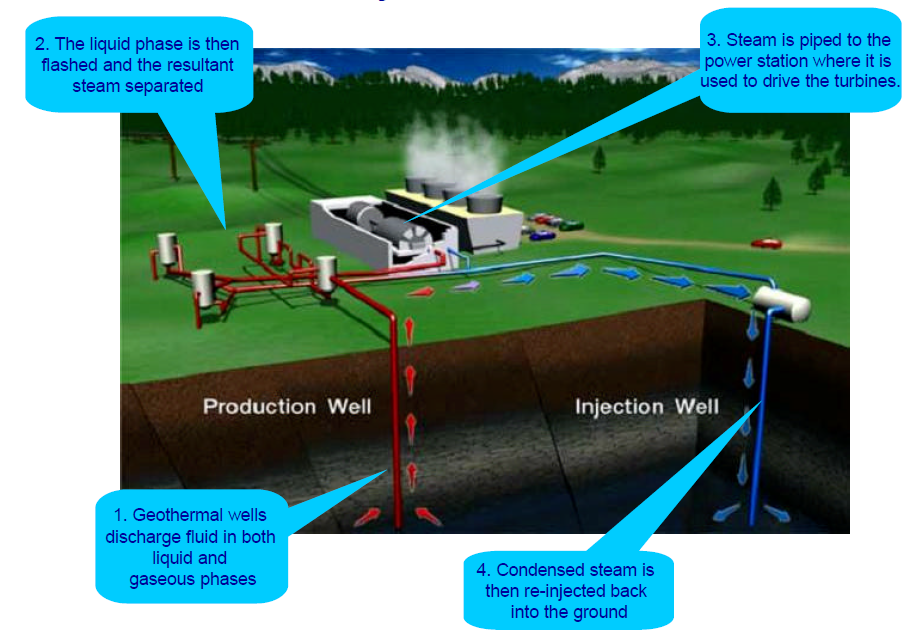 2. The liquid phase is then
flashed and the resultant
steam separated
3. Steam is piped to the
power station where it is
used to drive the turbines.
Production Well
Injection Well
1. Geothermal wells
discharge fluid in both
liquid and
gaseous phases
4. Condensed steam is
then re-injected back
into the ground